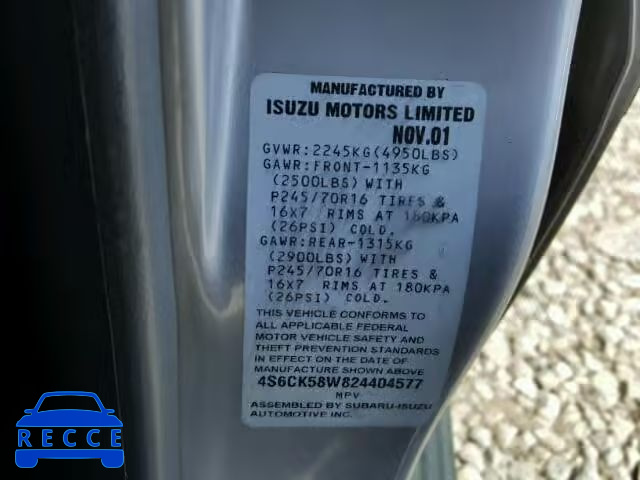 MANUFACTURED BY
ISUZU MOTORS LIMITED
NOV.01
GVWR:2245KG(4950LBS)
GAWR:FRONT-1135KG
(2500LBS) WITH
P245/70R16 TIRES &
16X7 RIMS AT 180KPA
(26PSI) COLD.
GAWR:REAR-1315KG
(2900LBS) WITH
P245/70R16 TIRES &
16X7 RIMS AT 180KPA
(26PSI) COLD.
THIS VEHICLE CONFORMS TO
ALL APPLICABLE FEDERAL
MOTOR VEHICLE SAFETY AND
THEFT PREVENTION STANDARDS
IN EFFECT ON THE DATE OF
MANUFACTURE SHOWN ABOVE
4S6CK58W824404577
MPV
ASSEMBLED BY SUBARU-ISUZU
AUTOMOTIVE INC.
RECCE